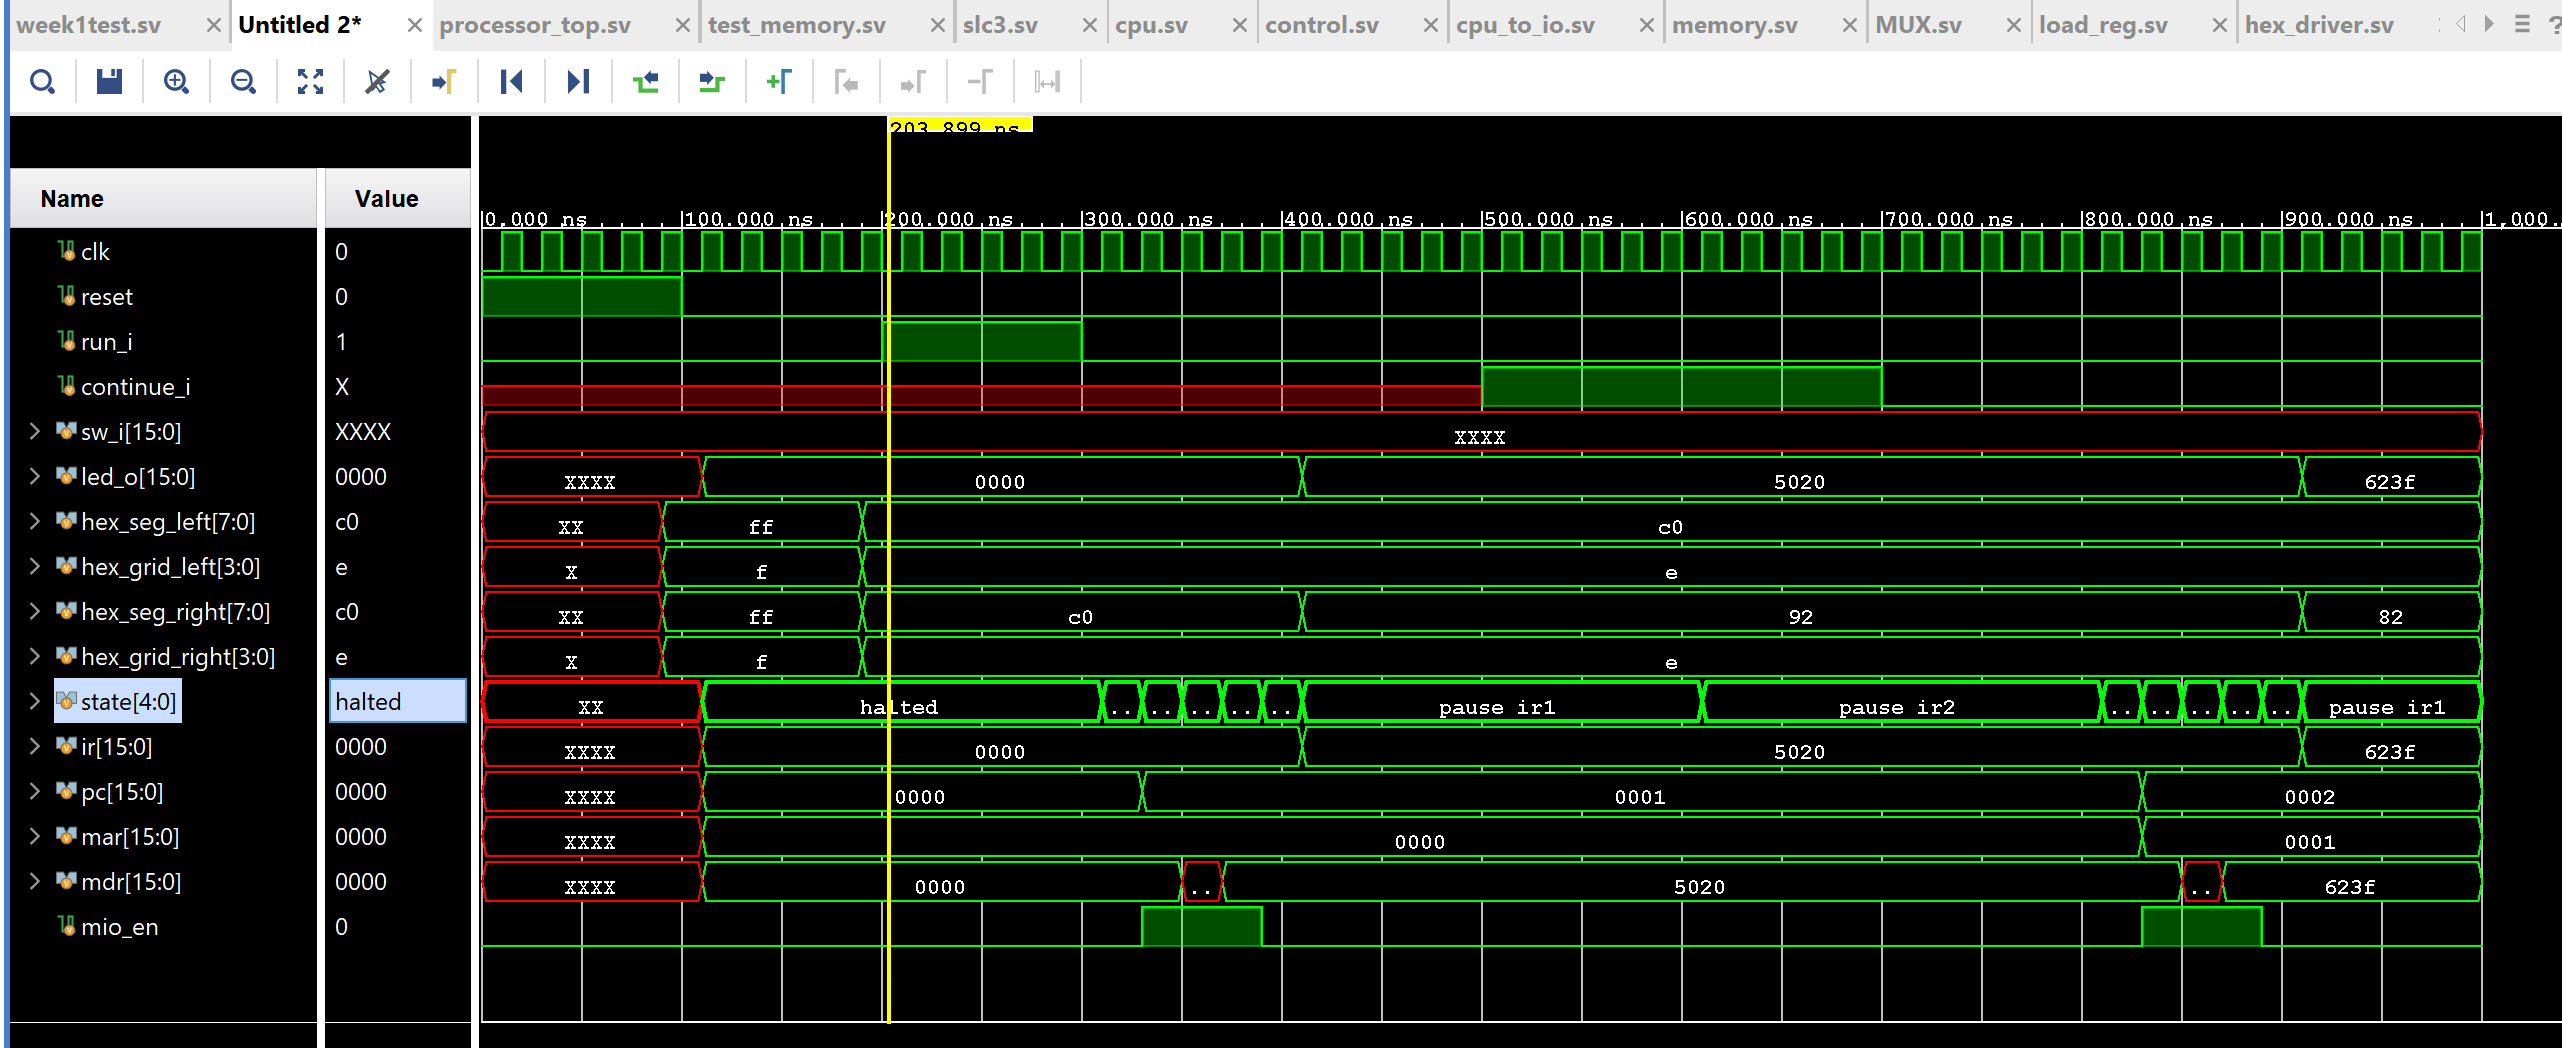 week1test.sv Untitled 2* processor_top.sv test_memory.sv slc3.sv cpu.sv control.sv cpu_to_io.sv memory.sv MUX.sv load_reg.sv hex_driver.sv
203.899 ns
Name Value
0.000 ns 100.000 ns 200.000 ns 300.000 ns 400.000 ns 500.000 ns 600.000 ns 700.000 ns 800.000 ns 900.000 ns 1,000.
clk 0
reset 0
run_i 1
continue_i X
sw_i[15:0] XXXX XXXX
led_o[15:0] 0000 XXXX 0000 5020 623f
hex_seg_left[7:0] c0 XX ff c0
hex_grid_left[3:0] e X f e
hex_seg_right[7:0] c0 XX ff c0 92 82
hex_grid_right[3:0] e X f e
state[4:0] halted XX halted .. .. .. .. .. pause_ir1 pause_ir2 .. .. .. .. .. pause_ir1
ir[15:0] 0000 XXXX 0000 5020 623f
pc[15:0] 0000 XXXX 0000 0001 0002
mar[15:0] 0000 XXXX 0000 0001
mdr[15:0] 0000 XXXX 0000 .. 5020 .. 623f
mio_en 0